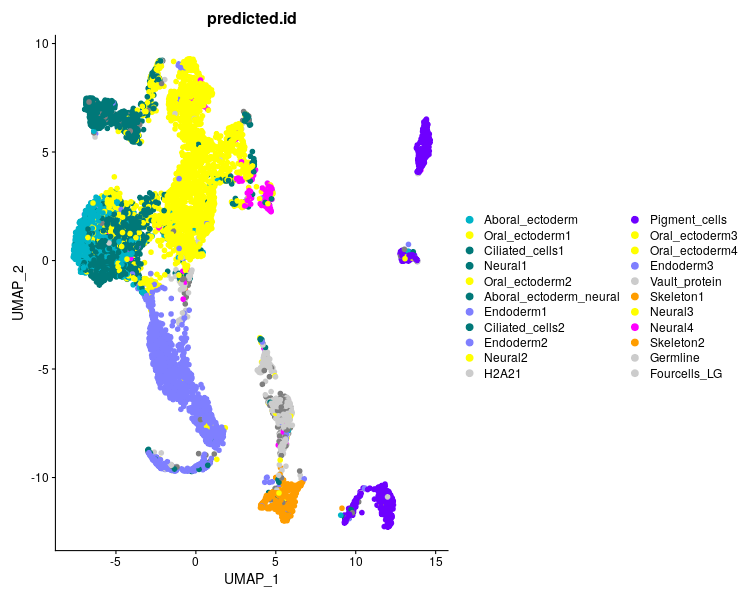 predicted.id
10
5
0
-5
-10
UMAP_2
-5
0
5
10
15
UMAP_1
Aboral_ectoderm
Oral_ectoderm1
Ciliated_cells1
Neural1
Oral_ectoderm2
Aboral_ectoderm_neural
Endoderm1
Ciliated_cells2
Endoderm2
Neural2
H2A21
Pigment_cells
Oral_ectoderm3
Oral_ectoderm4
Endoderm3
Vault_protein
Skeleton1
Neural3
Neural4
Skeleton2
Germline
Fourcells_LG